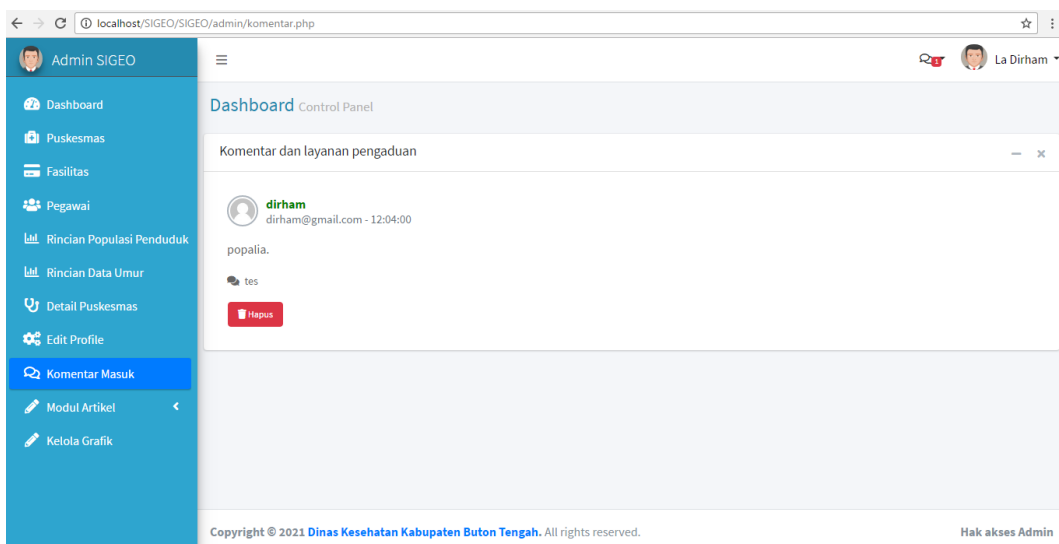 localhost/SIGEO/SIGEO/admin/komentar.php
Admin SIGEO
1
La Dirham
Dashboard
Puskesmas
Fasilitas
Pegawai
Rincian Populasi Penduduk
Rincian Data Umur
Detail Puskesmas
Edit Profile
Komentar Masuk
Modul Artikel
Kelola Grafik
Dashboard Control Panel
Komentar dan layanan pengaduan
dirham
dirham@gmail.com - 12:04:00
popalia.
tes
Hapus
Copyright © 2021 Dinas Kesehatan Kabupaten Buton Tengah. All rights reserved.
Hak akses Admin